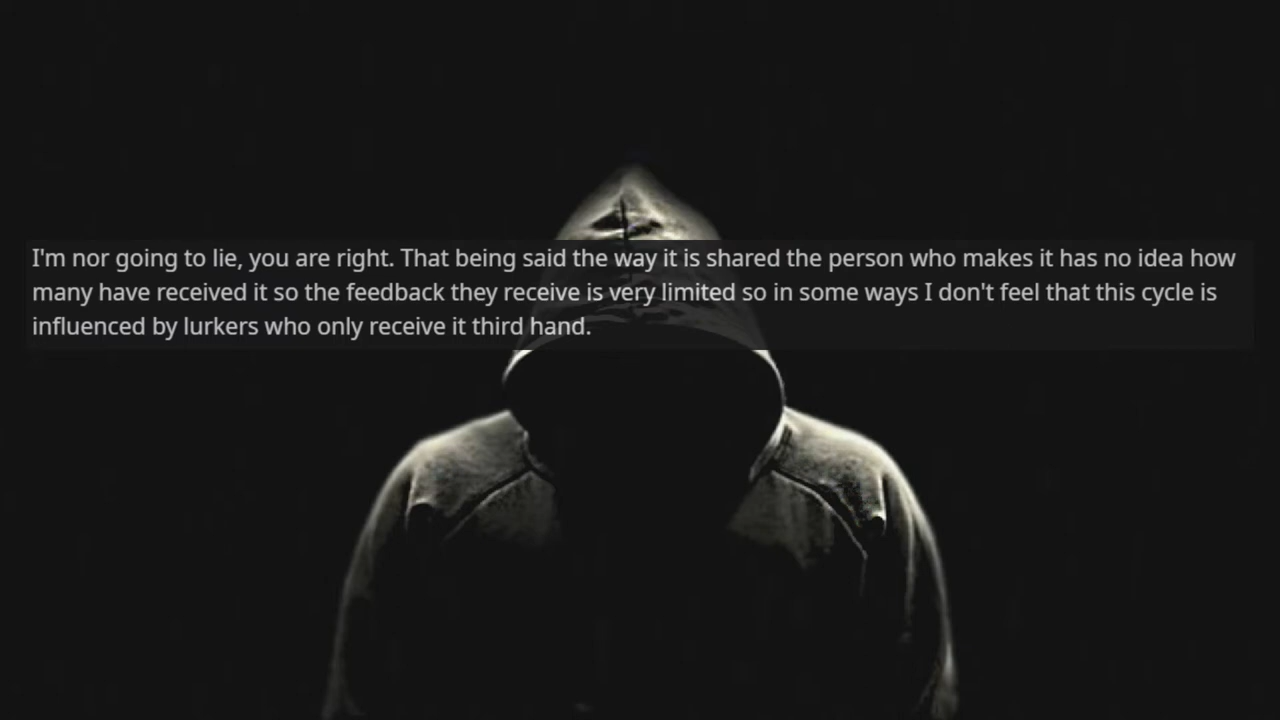 I'm nor going to lie, you are right. That being said the way it is shared the person who makes it has no idea how
many have received it so the feedback they receive is very limited so in some ways I don't feel that this cycle is
influenced by lurkers who only receive it third hand.